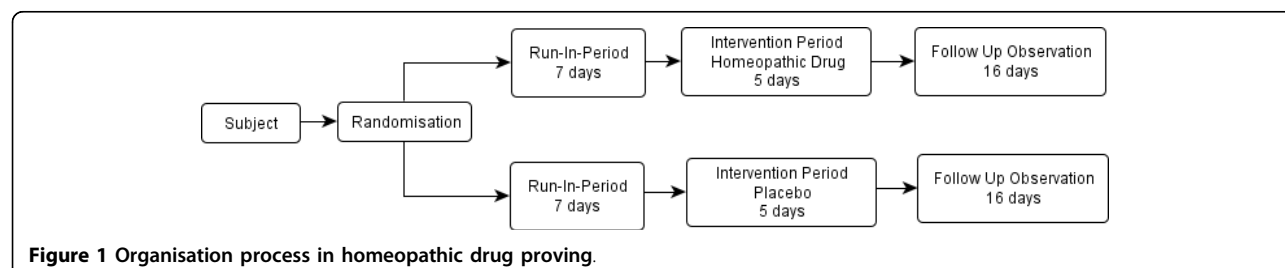 Subject
Randomisation
Run-In-Period
7 days
Intervention Period
Homeopathic Drug
5 days
Follow Up Observation
16 days
Run-In-Period
7 days
Intervention Period
Placebo
5 days
Follow Up Observation
16 days
Figure 1 Organisation process in homeopathic drug proving.